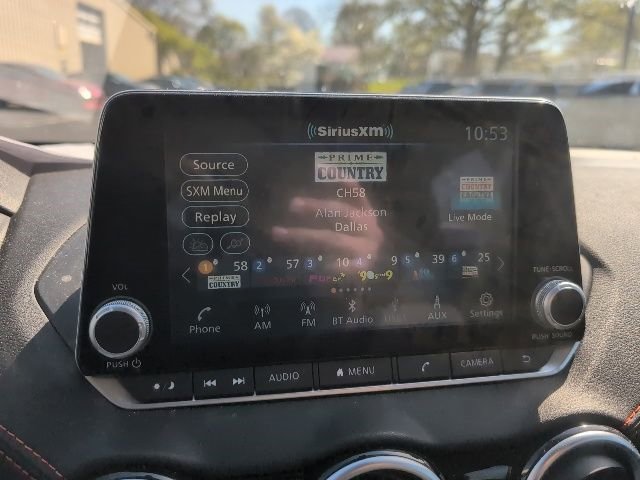 SiriusXM
10:53
Source
SXM Menu
Replay
PRIME
COUNTRY
CH58
Alan Jackson
Dallas
Live Mode
1 58 2 57 3 10 4 9 5 39 6 25
PRIME
COUNTRY
Phone
AM
FM
BT Audio
AUX
Settings
VOL
PUSH
TUNE·SCROLL
PUSH SOUND
AUDIO
MENU
CAMERA